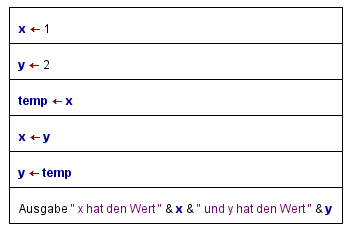 x ← 1
y ← 2
temp ← x
x ← y
y ← temp
Ausgabe " x hat den Wert " & x & " und y hat den Wert " & y